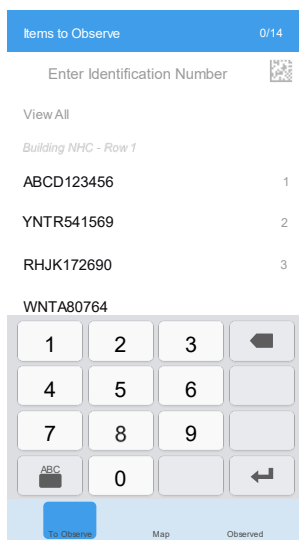 Items to Observe 0/14
Enter Identification Number
View All
Building NHC - Row 1
ABCD123456 1
YNTR541569 2
RHJK172690 3
WNTA80764
1 2 3
4 5 6
7 8 9
ABC 0
To Observe Map Observed